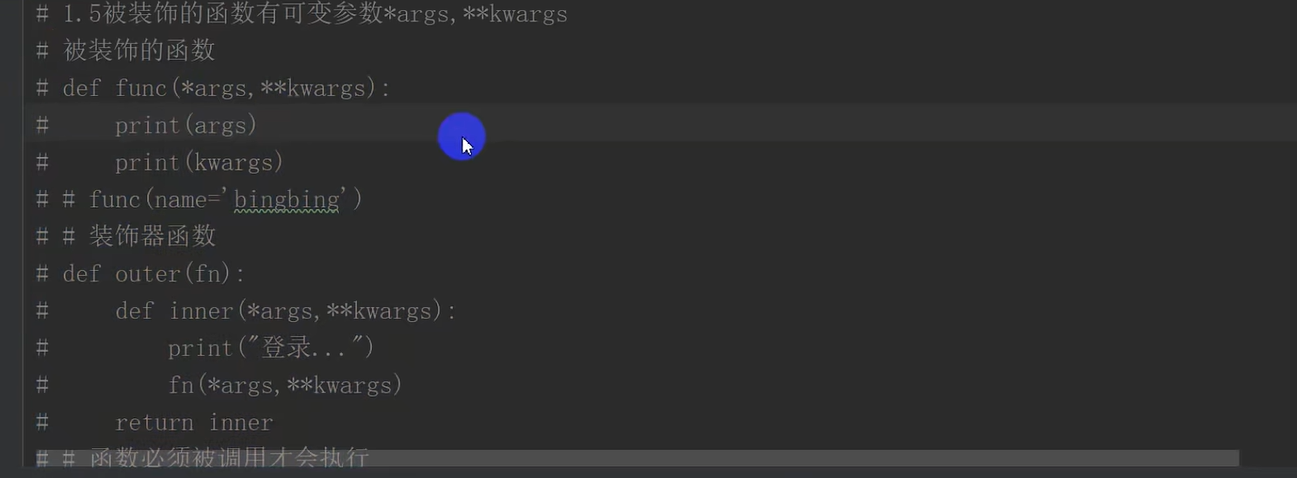 # 1.5被装饰的函数有可变参数*args,**kwargs
# 被装饰的函数
# def func(*args,**kwargs):
#     print(args)
#     print(kwargs)
# # func(name='bingbing')
# # 装饰器函数
# def outer(fn):
#     def inner(*args,**kwargs):
#         print("登录...")
#         fn(*args,**kwargs)
#     return inner
# # 函数必须被调用才会执行